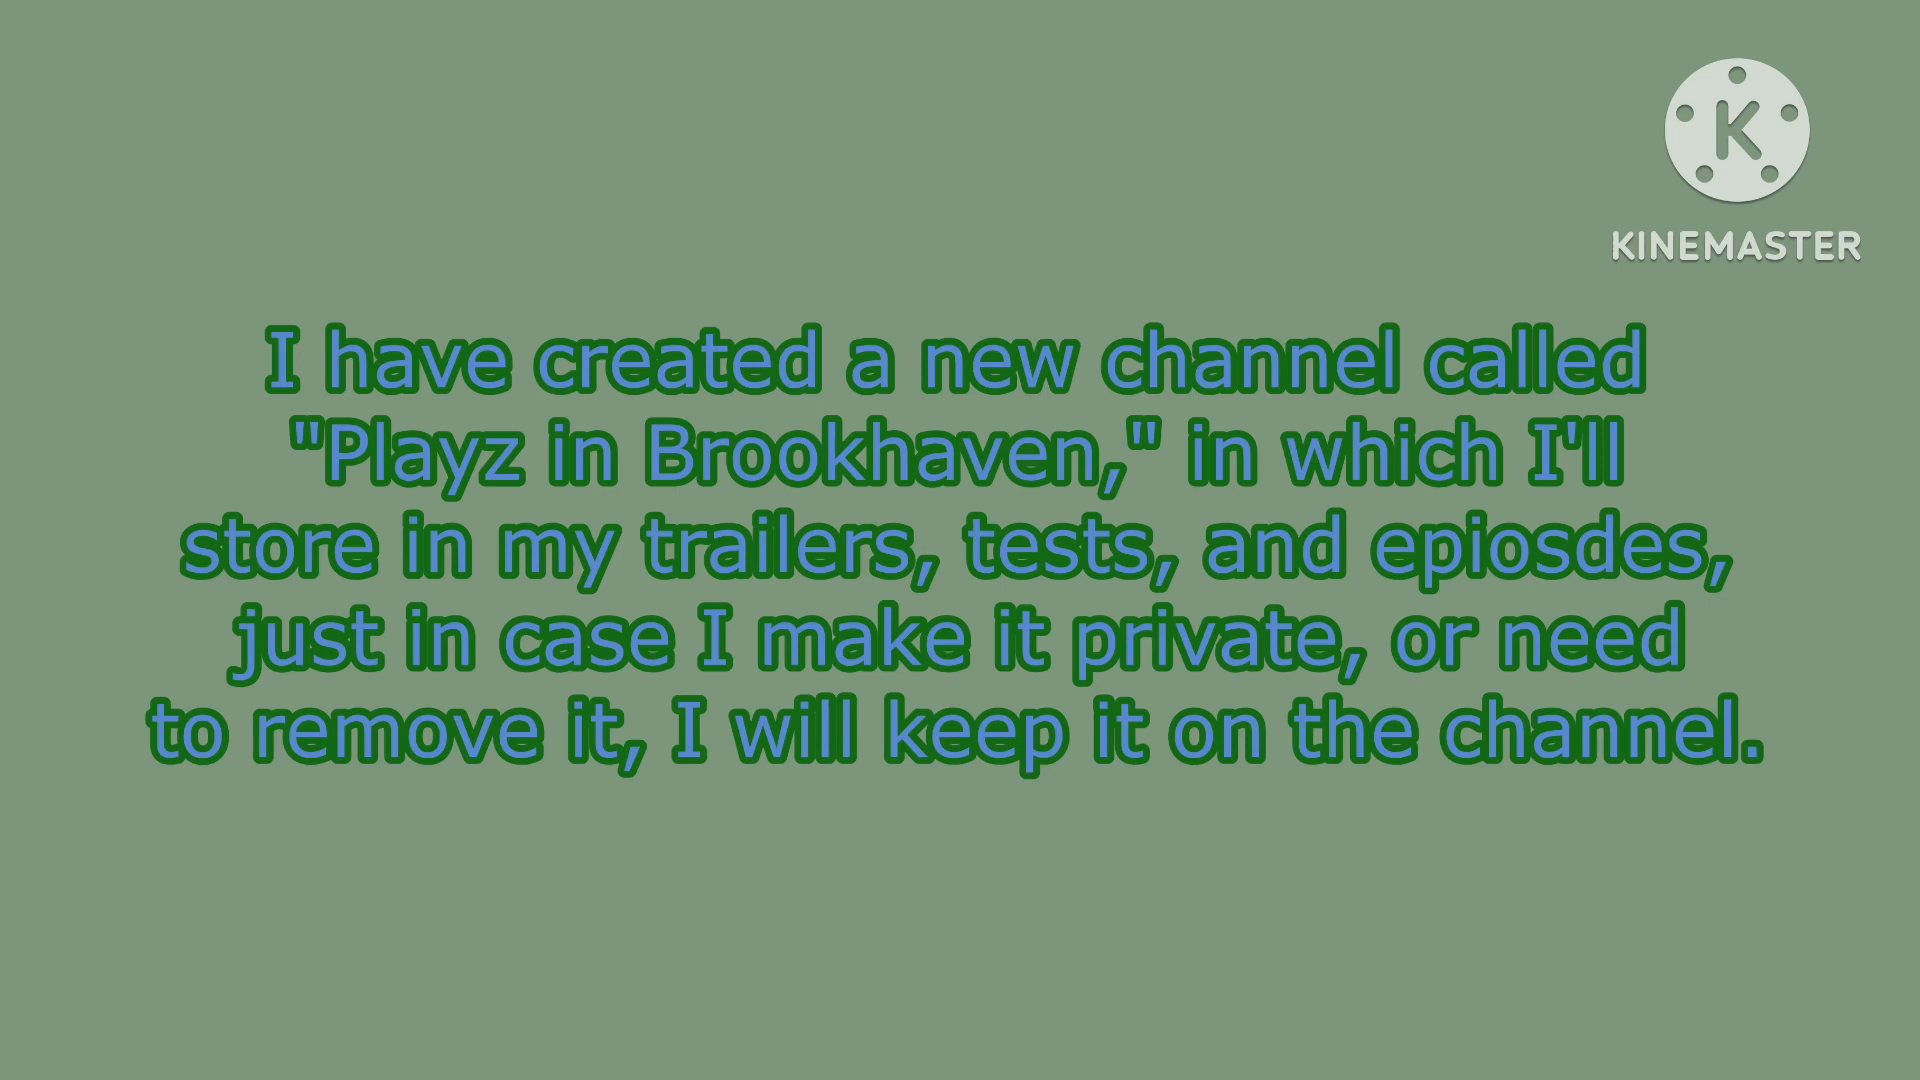 K
KINEMASTER
I have created a new channel called
"Playz in Brookhaven," in which I'll
store in my trailers, tests, and epiosdes,
just in case I make it private, or need
to remove it, I will keep it on the channel.